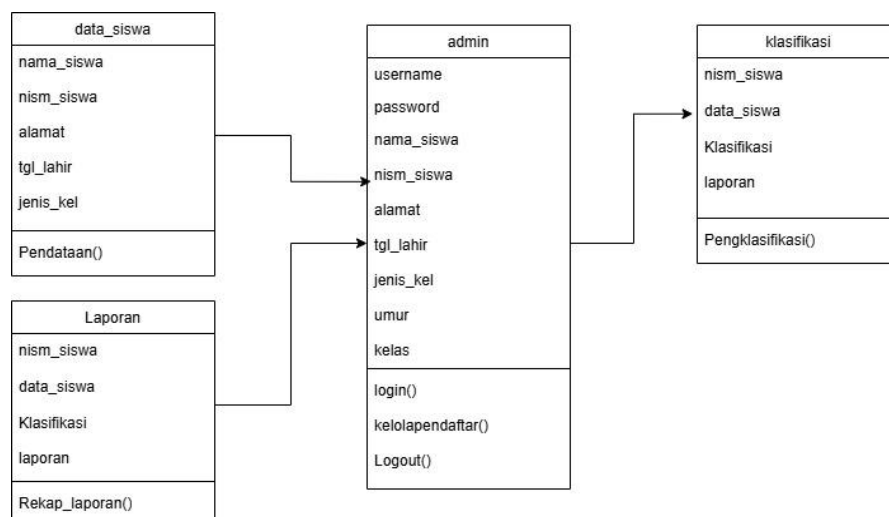 data_siswa
nama_siswa
nism_siswa
alamat
tgl_lahir
jenis_kel
Pendataan()
Laporan
nism_siswa
data_siswa
Klasifikasi
laporan
Rekap_laporan()
admin
username
password
nama_siswa
nism_siswa
alamat
tgl_lahir
jenis_kel
umur
kelas
login()
kelolapendaftar()
Logout()
klasifikasi
nism_siswa
data_siswa
Klasifikasi
laporan
Pengklasifikasi()